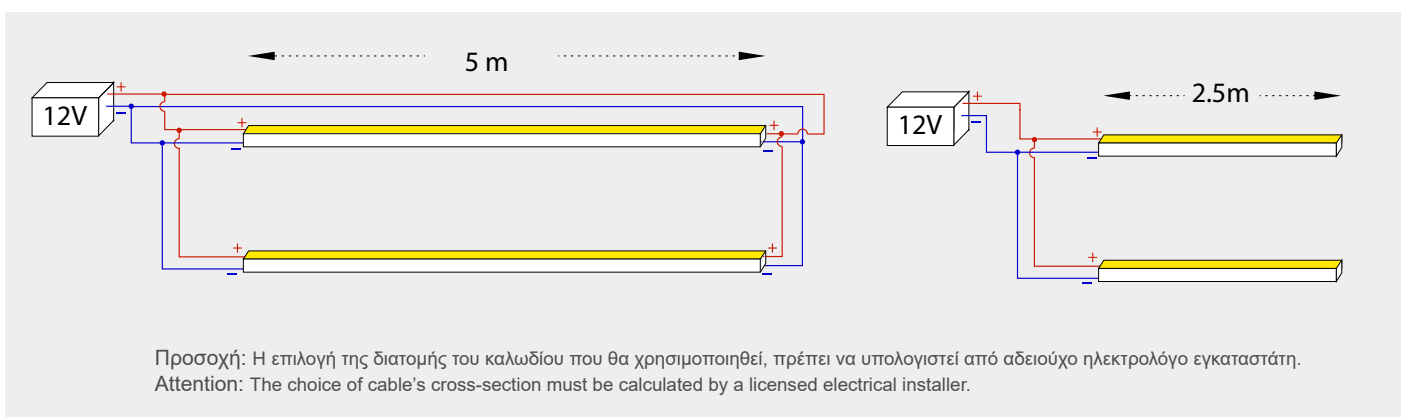 5 m
12V
+
−
+
−
+
−
+
−
+
−
2.5m
12V
+
−
+
−
+
−
Προσοχή: Η επιλογή της διατομής του καλωδίου που θα χρησιμοποιηθεί, πρέπει να υπολογιστεί από αδειούχο ηλεκτρολόγο εγκαταστάτη.
Attention: The choice of cable’s cross-section must be calculated by a licensed electrical installer.